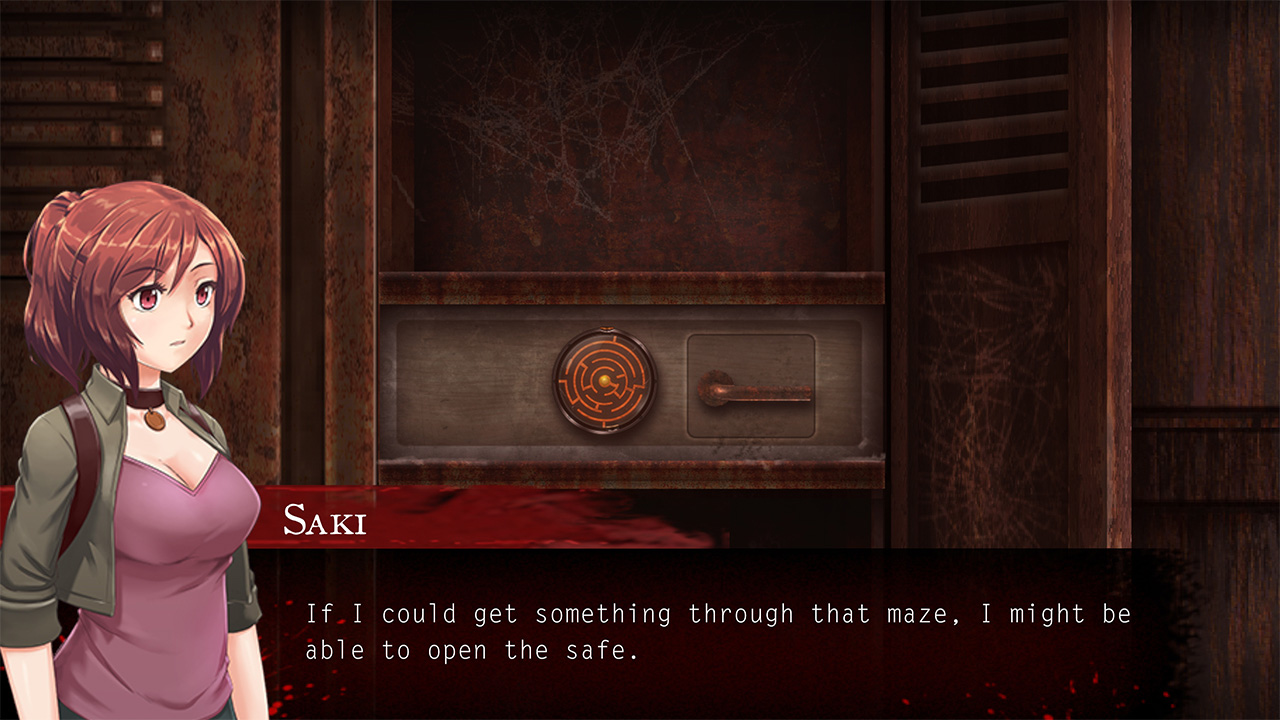 Saki
If I could get something through that maze, I might be
able to open the safe.